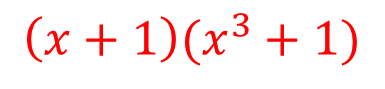 (x + 1)(x³ + 1)